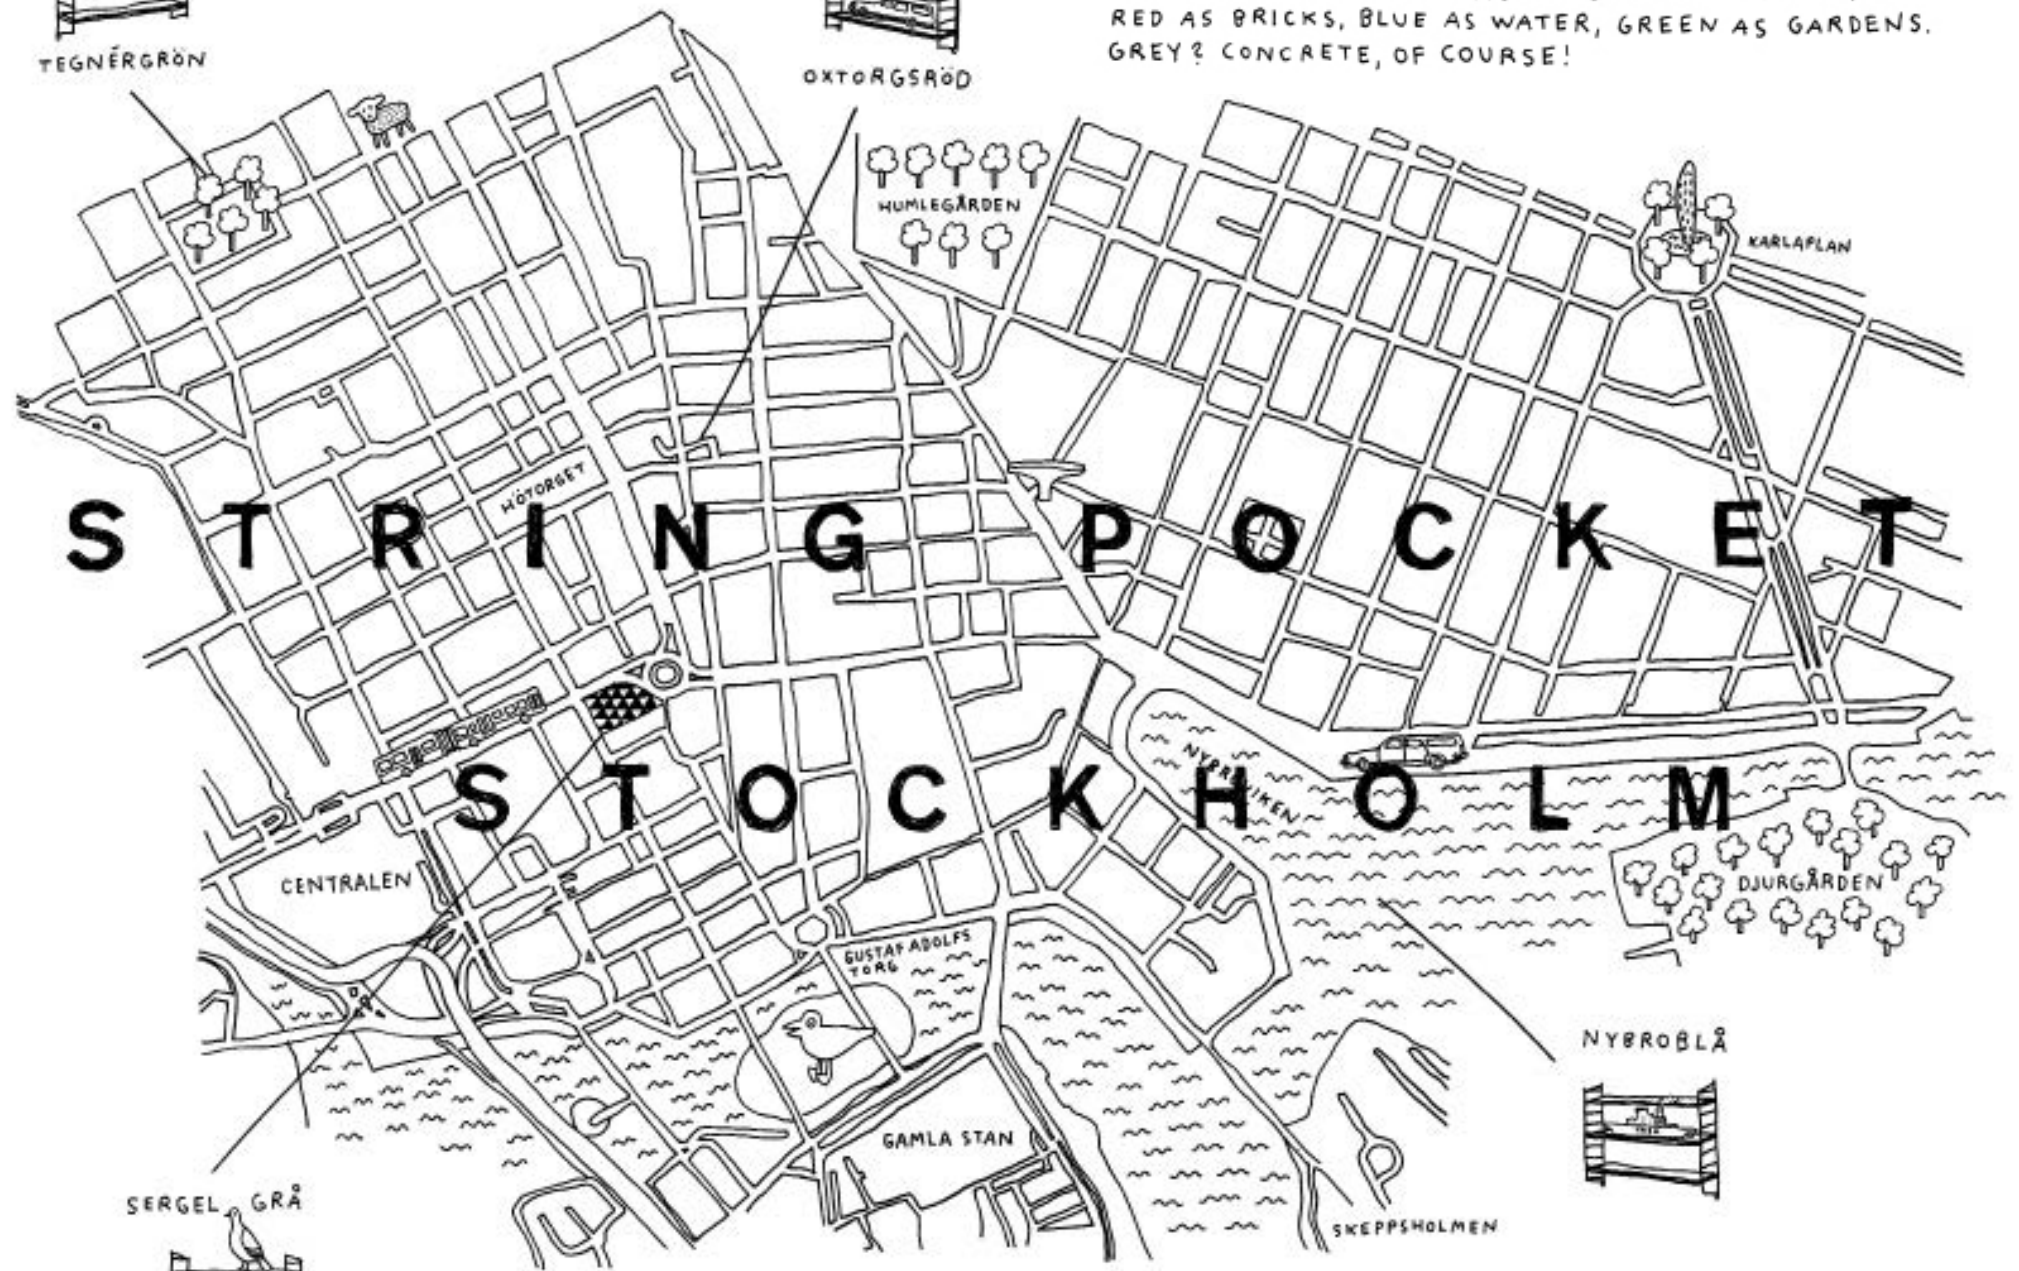 RED AS BRICKS, BLUE AS WATER, GREEN AS GARDENS.
GREY? CONCRETE, OF COURSE!
TEGNÉRGRÖN
OXTORGSRÖD
HUMLEGÅRDEN
KARLAPLAN
HÖTORGET
STRING POCKET
STOCKHOLM
NYBROVIKEN
CENTRALEN
DJURGÅRDEN
GUSTAF ADOLFS
TORG
NYBROBLÅ
GAMLA STAN
SERGEL GRÅ
SKEPPSHOLMEN